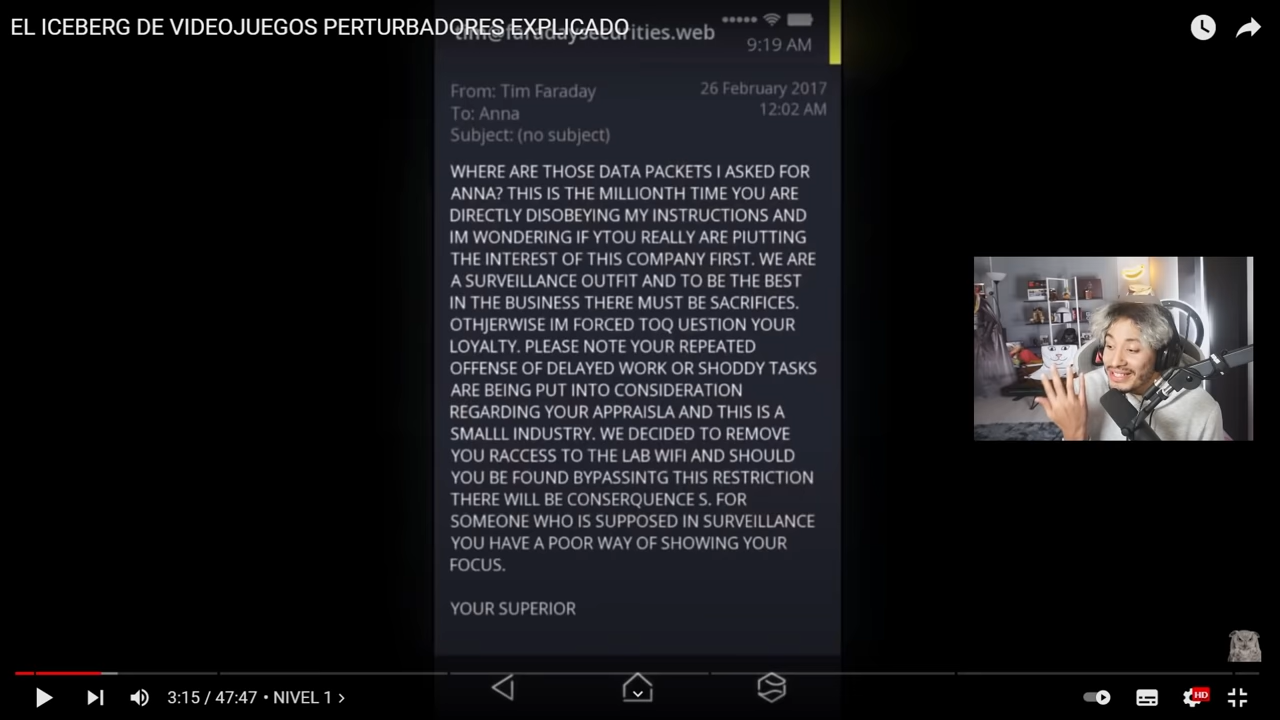 EL ICEBERG DE VIDEOJUEGOS PERTURBADORES EXPLICADO
tim@faradaysecurities.web
9:19 AM
From: Tim Faraday
26 February 2017
To: Anna
12:02 AM
Subject: (no subject)
WHERE ARE THOSE DATA PACKETS I ASKED FOR
ANNA? THIS IS THE MILLIONTH TIME YOU ARE
DIRECTLY DISOBEYING MY INSTRUCTIONS AND
IM WONDERING IF YTOU REALLY ARE PIUTTING
THE INTEREST OF THIS COMPANY FIRST. WE ARE
A SURVEILLANCE OUTFIT AND TO BE THE BEST
IN THE BUSINESS THERE MUST BE SACRIFICES.
OTHJERWISE IM FORCED TOQ UESTION YOUR
LOYALTY. PLEASE NOTE YOUR REPEATED
OFFENSE OF DELAYED WORK OR SHODDY TASKS
ARE BEING PUT INTO CONSIDERATION
REGARDING YOUR APPRAISLA AND THIS IS A
SMALLL INDUSTRY. WE DECIDED TO REMOVE
YOU RACCESS TO THE LAB WIFI AND SHOULD
YOU BE FOUND BYPASSINTG THIS RESTRICTION
THERE WILL BE CONSERQUENCE S. FOR
SOMEONE WHO IS SUPPOSED IN SURVEILLANCE
YOU HAVE A POOR WAY OF SHOWING YOUR
FOCUS.
YOUR SUPERIOR
3:15 / 47:47 • NIVEL 1 ›
HD